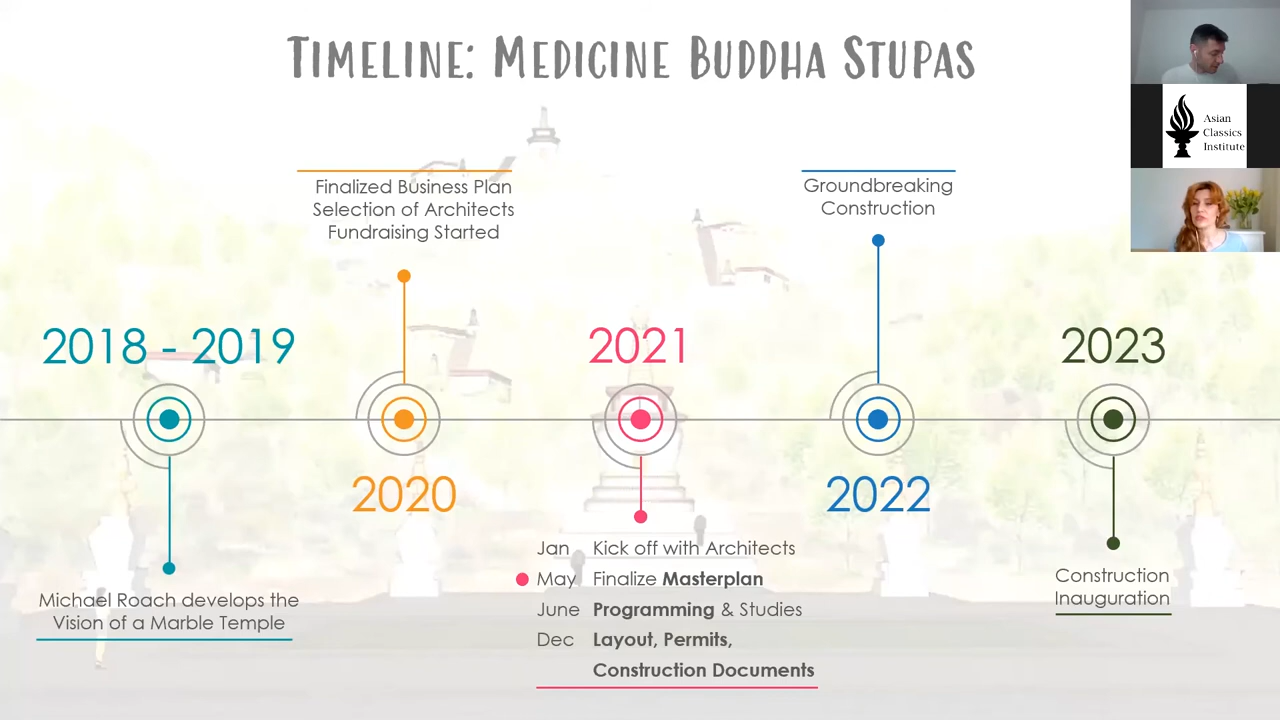 TIMELINE: MEDICINE BUDDHA STUPAS
Asian
Classics
Institute
Finalized Business Plan
Selection of Architects
Fundraising Started
Groundbreaking
Construction
2018 - 2019
2021
2023
2020
2022
Jan Kick off with Architects
May Finalize Masterplan
June Programming & Studies
Dec Layout, Permits,
Construction Documents
Michael Roach develops the
Vision of a Marble Temple
Construction
Inauguration